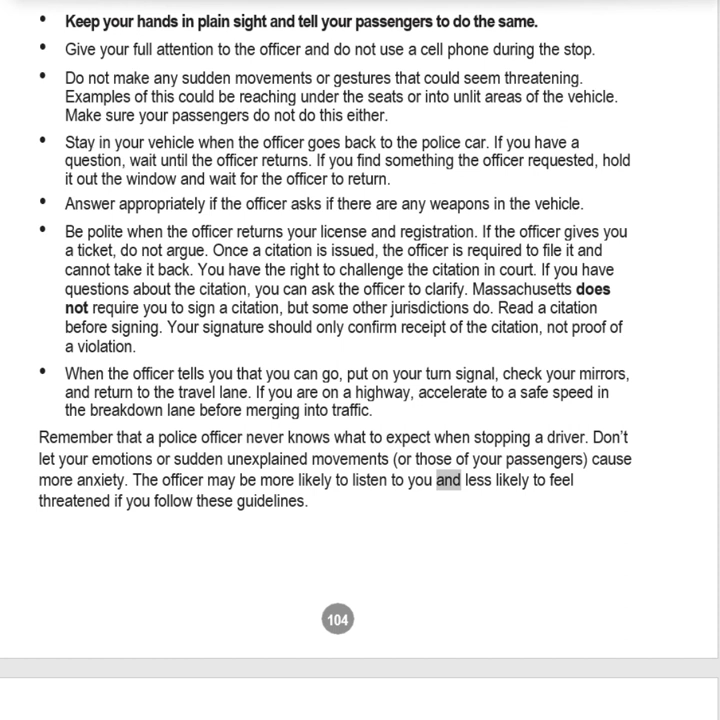 • Keep your hands in plain sight and tell your passengers to do the same.
• Give your full attention to the officer and do not use a cell phone during the stop.
• Do not make any sudden movements or gestures that could seem threatening.
Examples of this could be reaching under the seats or into unlit areas of the vehicle.
Make sure your passengers do not do this either.
• Stay in your vehicle when the officer goes back to the police car. If you have a
question, wait until the officer returns. If you find something the officer requested, hold
it out the window and wait for the officer to return.
• Answer appropriately if the officer asks if there are any weapons in the vehicle.
• Be polite when the officer returns your license and registration. If the officer gives you
a ticket, do not argue. Once a citation is issued, the officer is required to file it and
cannot take it back. You have the right to challenge the citation in court. If you have
questions about the citation, you can ask the officer to clarify. Massachusetts does
not require you to sign a citation, but some other jurisdictions do. Read a citation
before signing. Your signature should only confirm receipt of the citation, not proof of
a violation.
• When the officer tells you that you can go, put on your turn signal, check your mirrors,
and return to the travel lane. If you are on a highway, accelerate to a safe speed in
the breakdown lane before merging into traffic.
Remember that a police officer never knows what to expect when stopping a driver. Don't
let your emotions or sudden unexplained movements (or those of your passengers) cause
more anxiety. The officer may be more likely to listen to you and less likely to feel
threatened if you follow these guidelines.
104